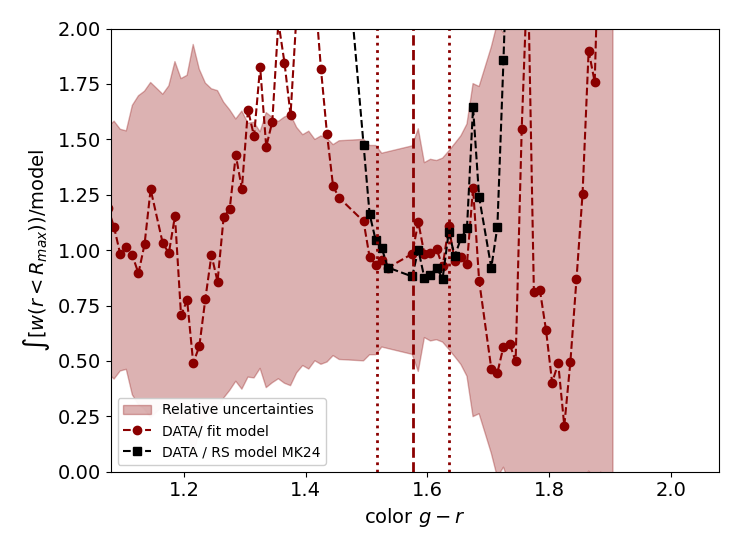 2.00
1.75
1.50
1.25
1.00
0.75
0.50
0.25
0.00
∫[w(r < R_{max}))/model
Relative uncertainties
DATA/ fit model
DATA / RS model MK24
1.2 1.4 1.6 1.8 2.0
color g − r